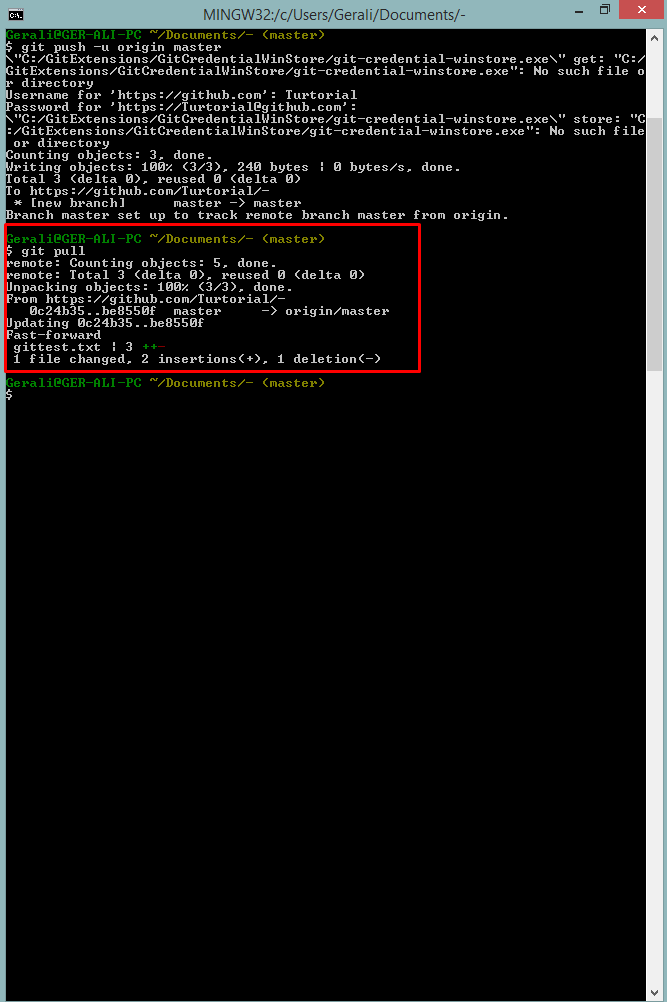 MINGW32:/c/Users/Gerali/Documents/-
Gerali@GER-ALI-PC ~/Documents/- (master)
$ git push -u origin master
\"C:/GitExtensions/GitCredentialWinStore/git-credential-winstore.exe\" get: "C:/
GitExtensions/GitCredentialWinStore/git-credential-winstore.exe": No such file o
r directory
Username for 'https://github.com': Turtorial
Password for 'https://Turtorial@github.com':
\"C:/GitExtensions/GitCredentialWinStore/git-credential-winstore.exe\" store: "C
:/GitExtensions/GitCredentialWinStore/git-credential-winstore.exe": No such file
 or directory
Counting objects: 3, done.
Writing objects: 100% (3/3), 240 bytes | 0 bytes/s, done.
Total 3 (delta 0), reused 0 (delta 0)
To https://github.com/Turtorial/-
 * [new branch]      master -> master
Branch master set up to track remote branch master from origin.
Gerali@GER-ALI-PC ~/Documents/- (master)
$ git pull
remote: Counting objects: 5, done.
remote: Total 3 (delta 0), reused 0 (delta 0)
Unpacking objects: 100% (3/3), done.
From https://github.com/Turtorial/-
   0c24b35..be8550f  master     -> origin/master
Updating 0c24b35..be8550f
Fast-forward
 gittest.txt | 3 ++-
 1 file changed, 2 insertions(+), 1 deletion(-)
Gerali@GER-ALI-PC ~/Documents/- (master)
$